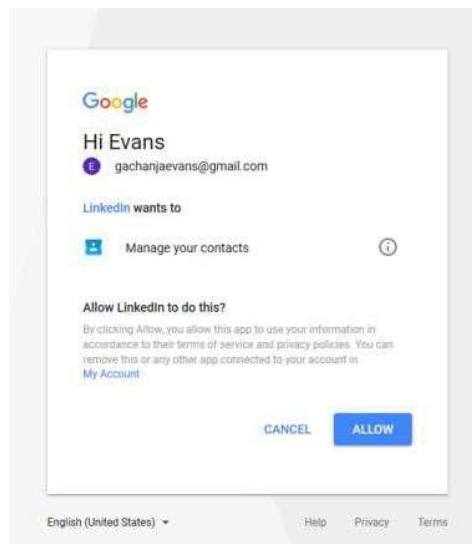 Google
Hi Evans
E gachanjaevans@gmail.com
LinkedIn wants to
Manage your contacts
Allow LinkedIn to do this?
By clicking Allow, you allow this app to use your information in
accordance to their terms of service and privacy policies. You can
remove this or any other app connected to your account in
My Account
CANCEL ALLOW
English (United States) Help Privacy Terms